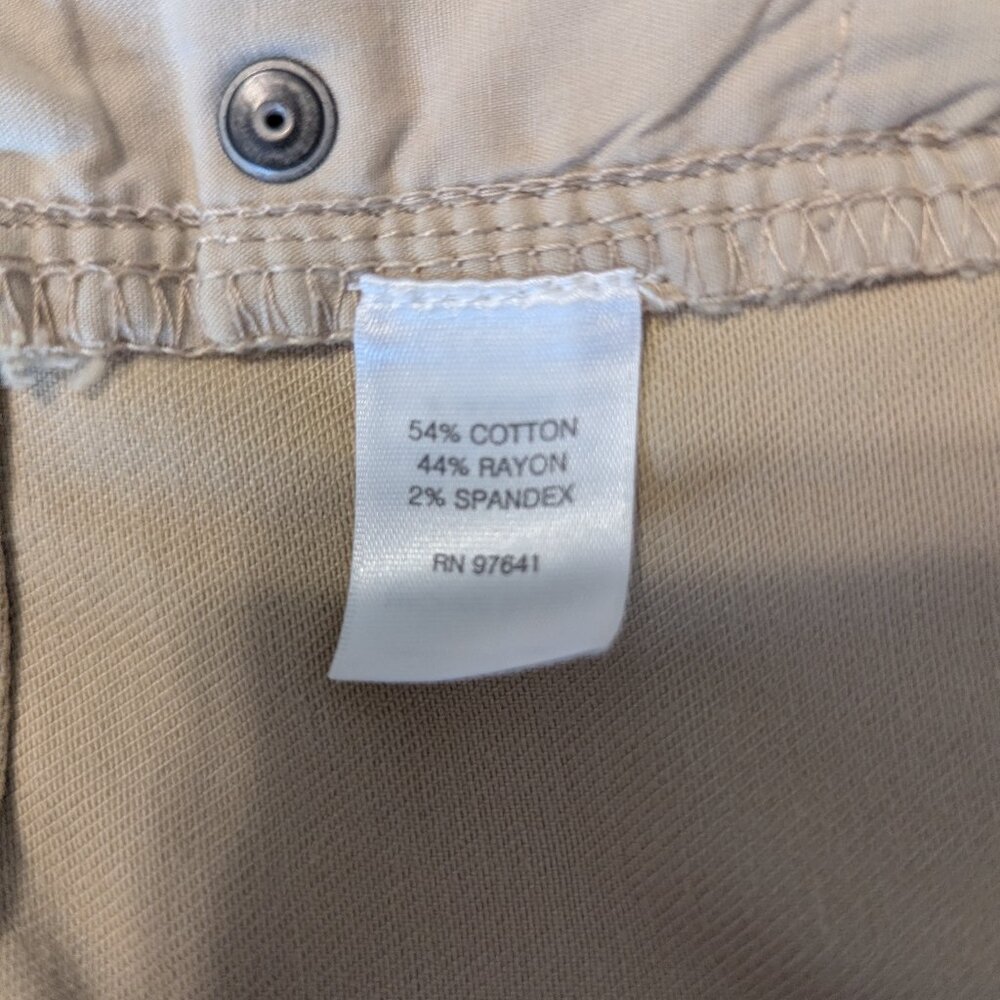 54% COTTON
44% RAYON
2% SPANDEX
RN 97641